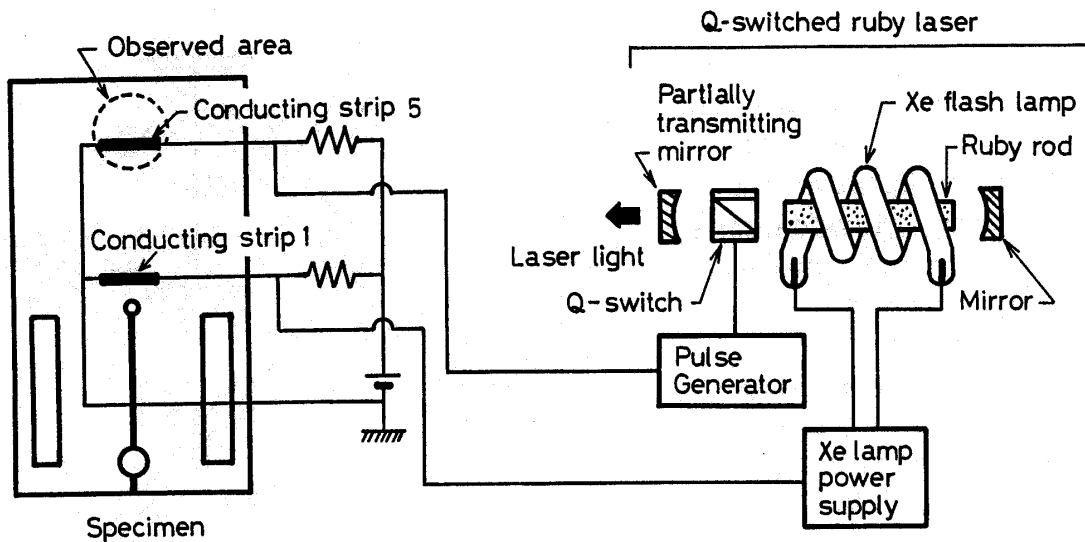 Q-switched ruby laser
Observed area
Conducting strip 5
Partially
transmitting
mirror
Xe flash lamp
Ruby rod
Conducting strip 1
Laser light
Q-switch
Mirror
Pulse
Generator
Xe lamp
power
supply
Specimen